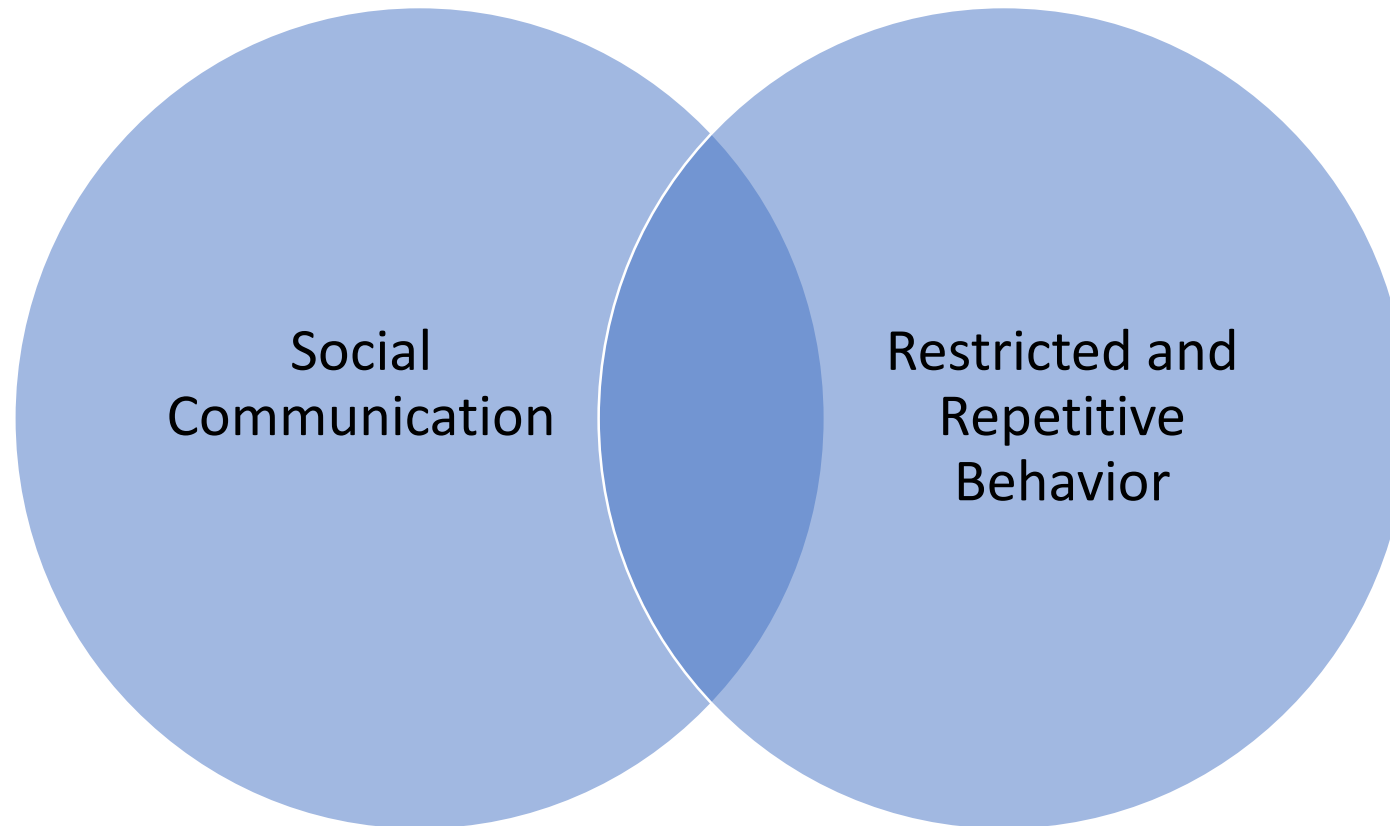 Social
Communication
Restricted and
Repetitive
Behavior